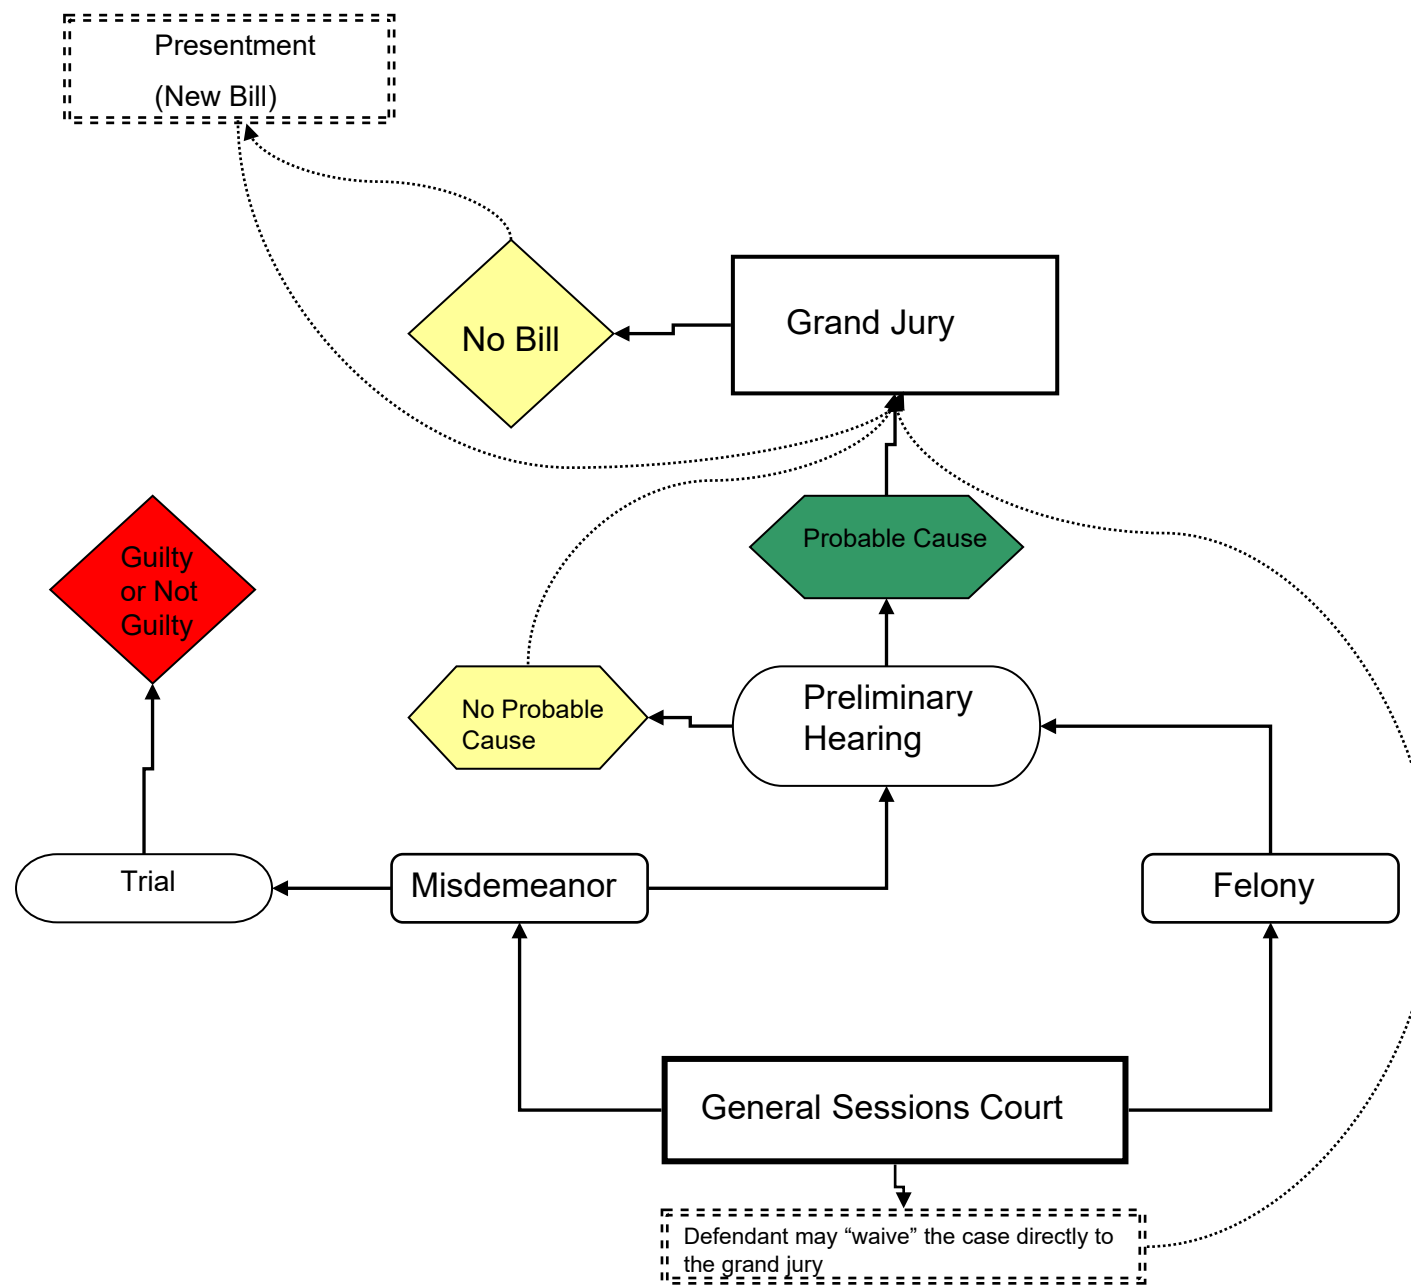 Presentment
(New Bill)
No Bill
Grand Jury
Probable Cause
Guilty
or Not
Guilty
No Probable
Cause
Preliminary
Hearing
Trial
Misdemeanor
Felony
General Sessions Court
Defendant may “waive” the case directly to
the grand jury